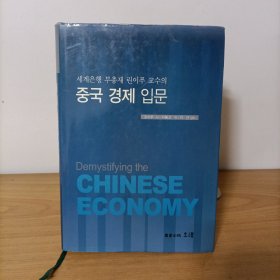 세계은행 부총재 린이푸 교수의
중국 경제 입문
Demystifying the
CHINESE
ECONOMY